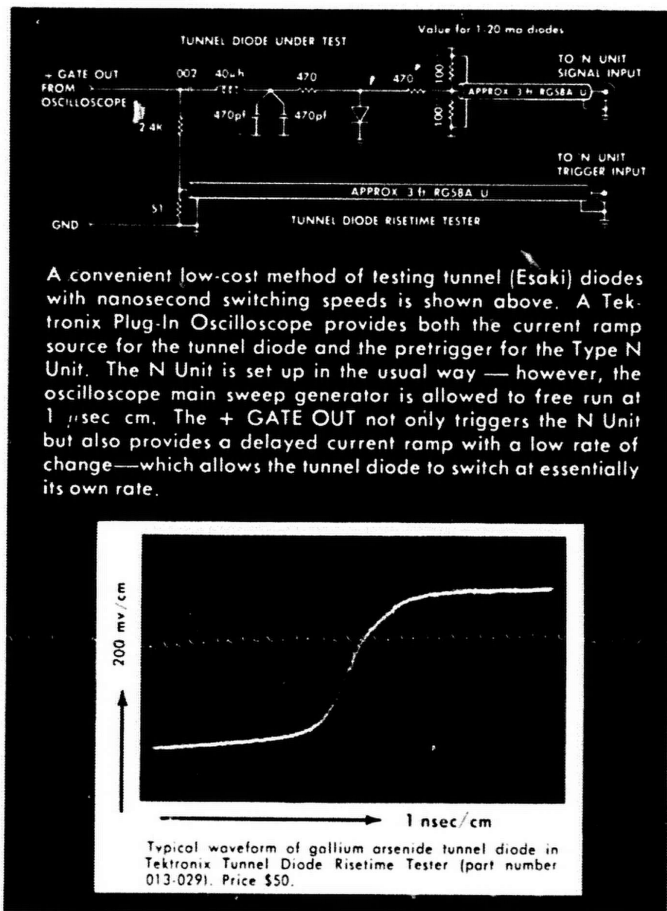 TUNNEL DIODE UNDER TEST
Value for 1-20 ma diodes
+ GATE OUT
FROM
OSCILLOSCOPE
.002
40μh
470
470
100
100
TO N UNIT
SIGNAL INPUT
APPROX 3 ft RG58A U
470pf
470pf
2.4K
TO N UNIT
TRIGGER INPUT
APPROX 3 ft RG58A U
51
GND
TUNNEL DIODE RISETIME TESTER
A convenient low-cost method of testing tunnel (Esaki) diodes
with nanosecond switching speeds is shown above. A Tek-
tronix Plug-In Oscilloscope provides both the current ramp
source for the tunnel diode and the pretrigger for the Type N
Unit. The N Unit is set up in the usual way — however, the
oscilloscope main sweep generator is allowed to free run at
1 μsec cm. The + GATE OUT not only triggers the N Unit
but also provides a delayed current ramp with a low rate of
change—which allows the tunnel diode to switch at essentially
its own rate.
200 mv/cm
1 nsec/cm
Typical waveform of gallium arsenide tunnel diode in
Tektronix Tunnel Diode Risetime Tester (part number
013-029). Price $50.